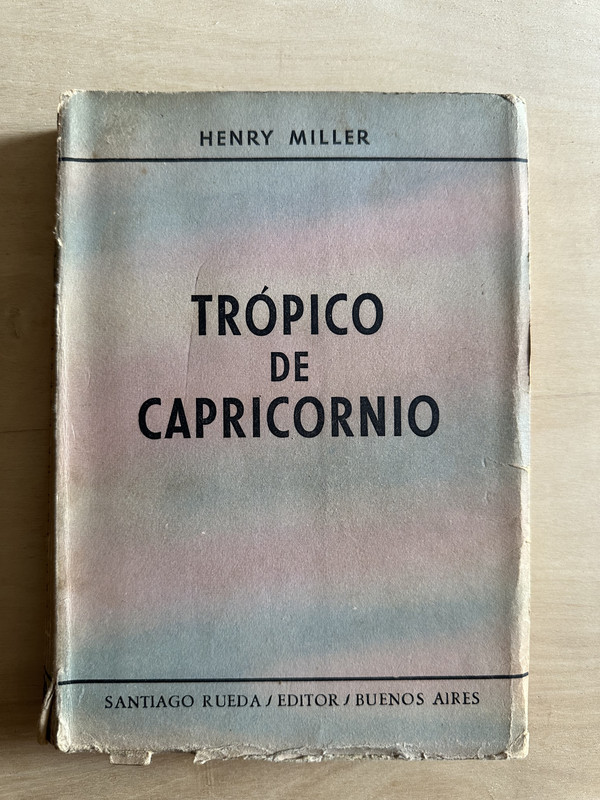 HENRY MILLER
TRÓPICO
DE
CAPRICORNIO
SANTIAGO RUEDA / EDITOR / BUENOS AIRES